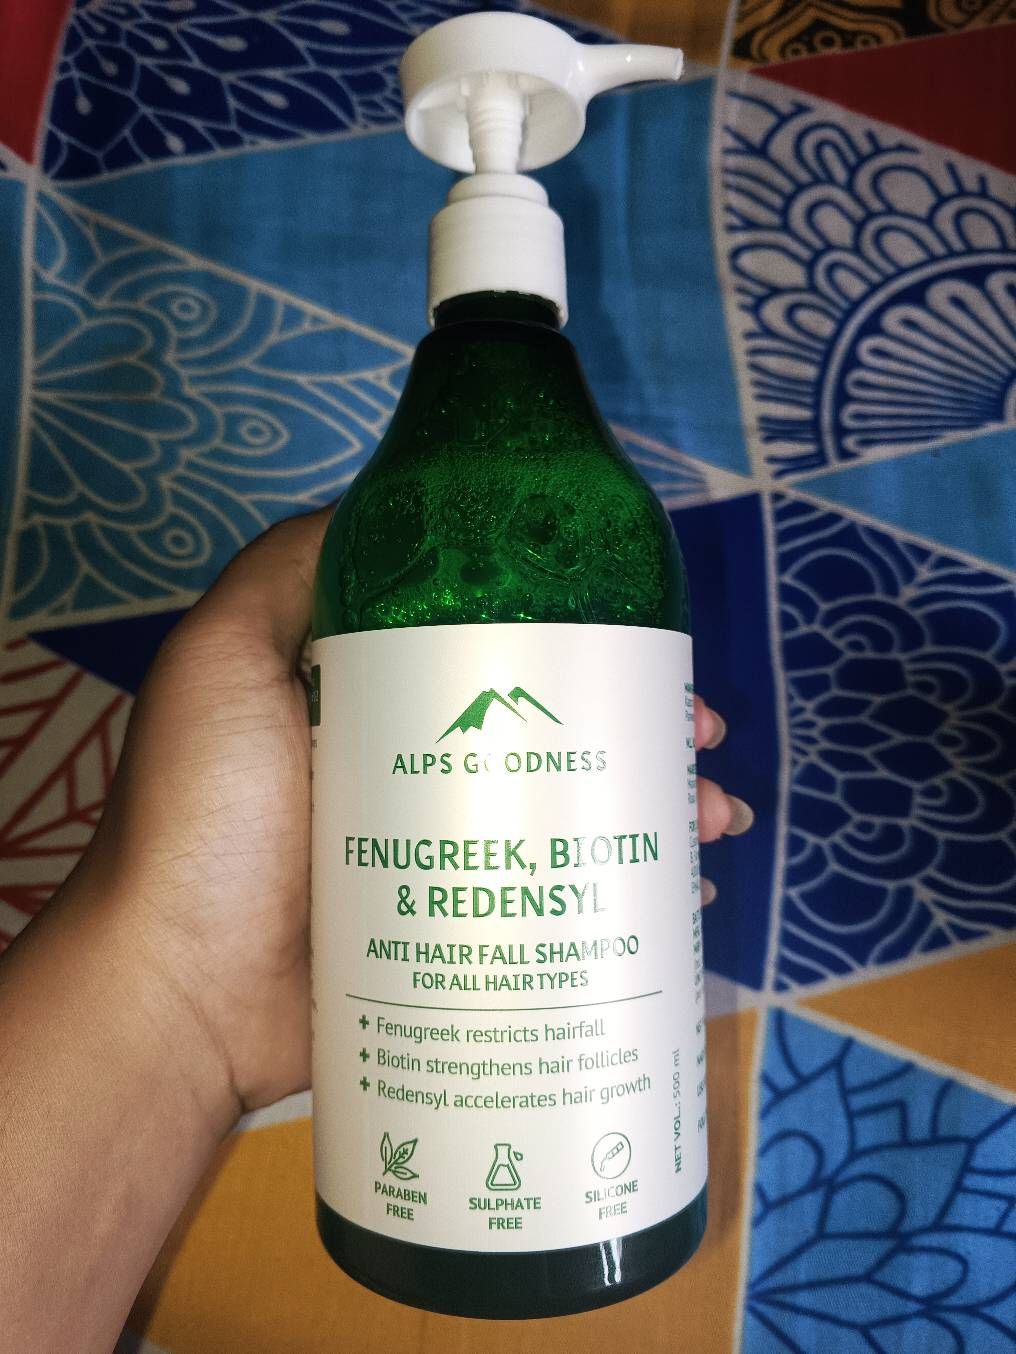 ALPS GOODNESS
FENUGREEK, BIOTIN
& REDENSYL
ANTI HAIR FALL SHAMPOO
FOR ALL HAIR TYPES
+ Fenugreek restricts hairfall
+ Biotin strengthens hair follicles
+ Redensyl accelerates hair growth
PARABEN
FREE
SULPHATE
FREE
SILICONE
FREE
NET VOL.: 500 ml